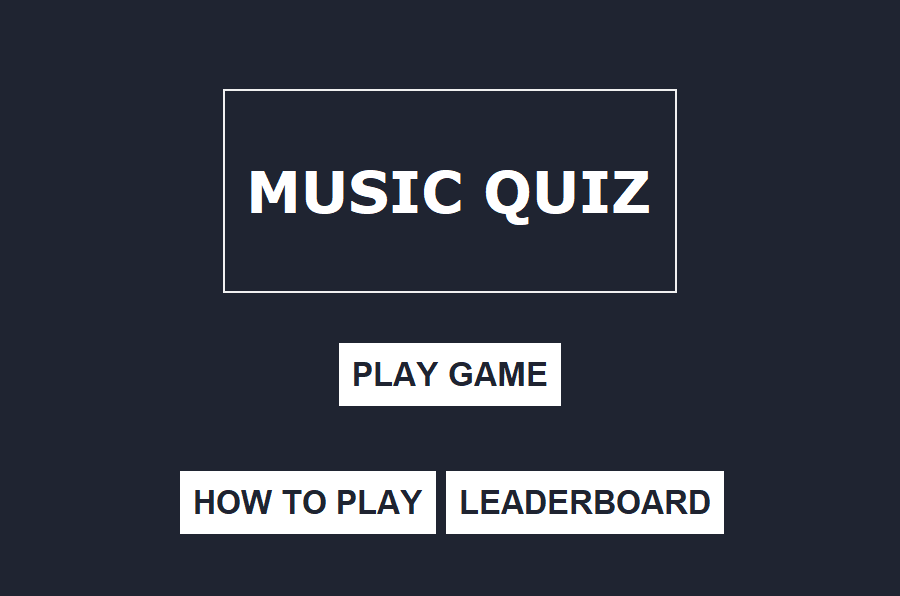 MUSIC QUIZ
PLAY GAME
HOW TO PLAY
LEADERBOARD